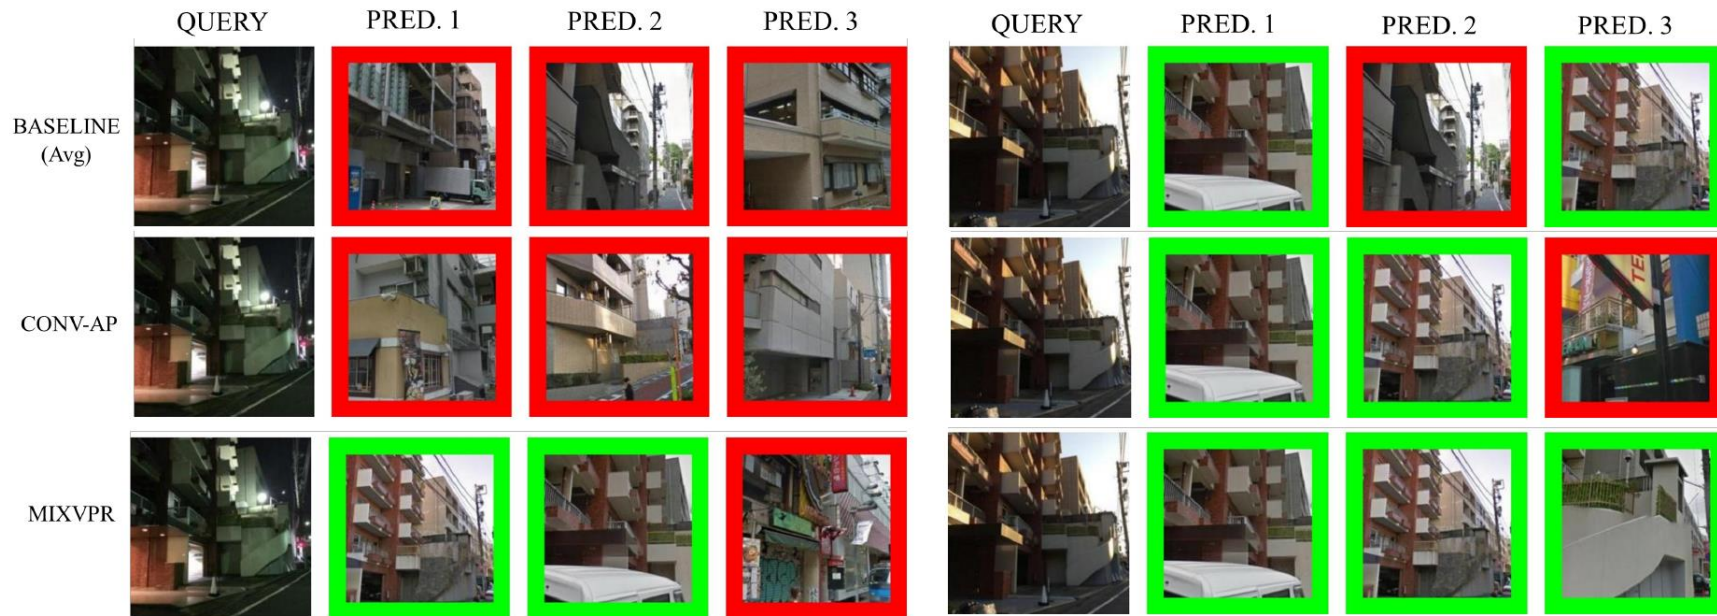 QUERY PRED. 1 PRED. 2 PRED. 3 QUERY PRED. 1 PRED. 2 PRED. 3
BASELINE
(Avg)
CONV-AP
MIXVPR